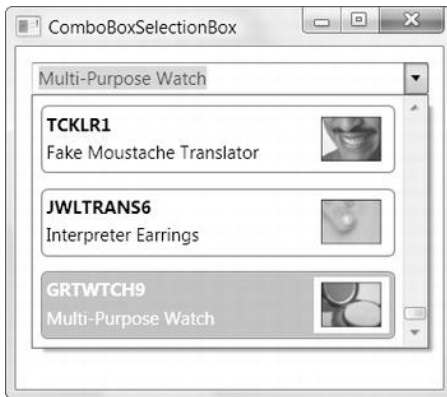 ComboBoxSelectionBox
Multi-Purpose Watch
TCKLR1
Fake Moustache Translator
JWLTRANS6
Interpreter Earrings
GRTWTCH9
Multi-Purpose Watch